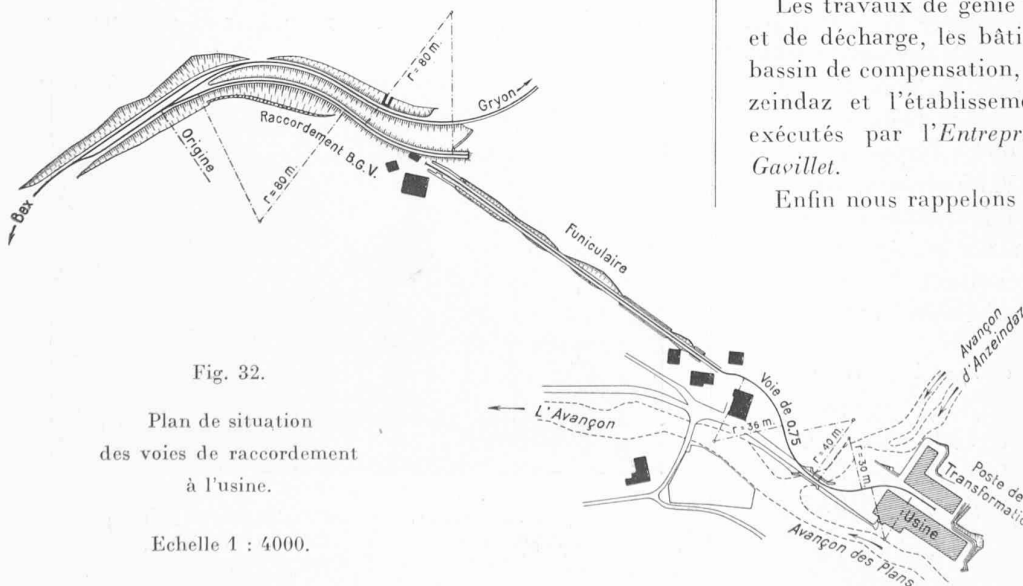 Les travaux de génie
et de décharge, les bâti
bassin de compensation,
zeindaz et l'établisseme
exécutés par l'Entrepr
Gavillet.
Enfin nous rappelons
r = 80 m.
Gryon
Raccordement B.G.V.
Origine
r = 80 m.
Bex
Funiculaire
Avançon
d'Anzeindaz
Voie de 0,75
L'Avançon
r = 36 m.
r = 40 m.
r = 30 m.
Poste de
Transformatio
Usine
Avançon des Plans
Fig. 32.
Plan de situation
des voies de raccordement
à l'usine.
Echelle 1 : 4000.